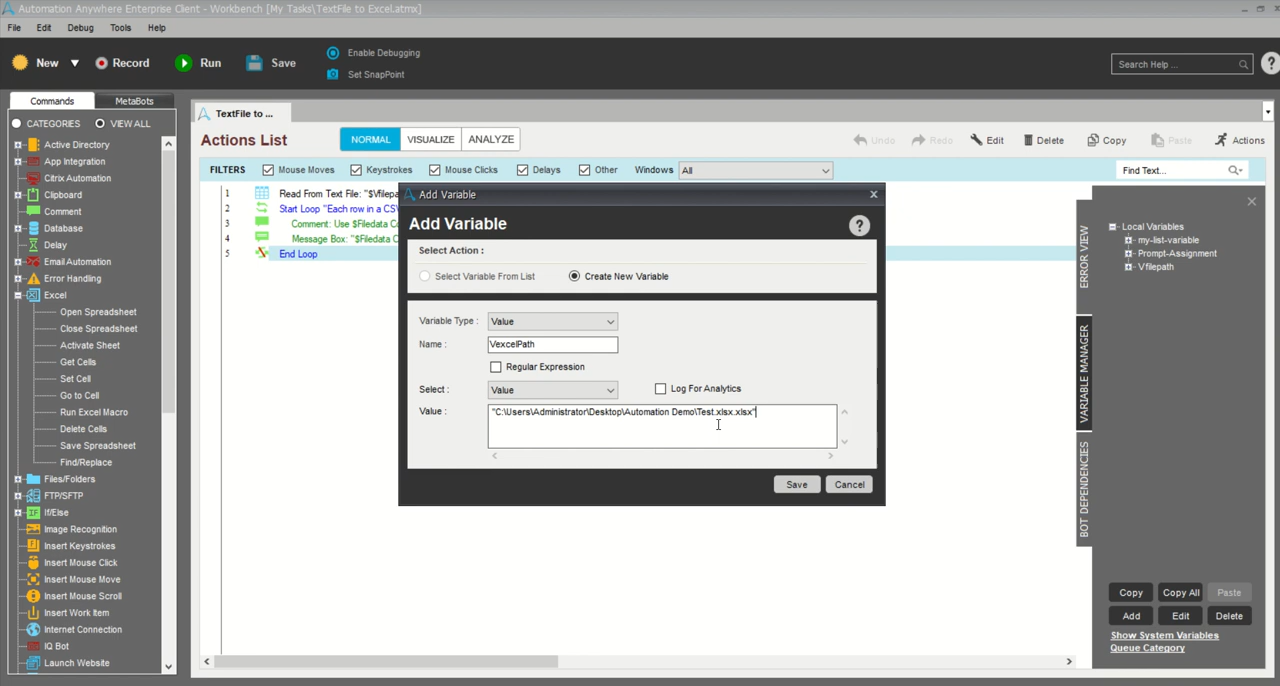 Automation Anywhere Enterprise Client - Workbench [My Tasks\TextFile to Excel.atmx]
File Edit Debug Tools Help
New Record Run Save
Enable Debugging
Set SnapPoint
Search Help ...
?
Commands MetaBots
CATEGORIES VIEW ALL
Active Directory
App Integration
Citrix Automation
Clipboard
Comment
Database
Delay
Email Automation
Error Handling
Excel
Open Spreadsheet
Close Spreadsheet
Activate Sheet
Get Cells
Set Cell
Go to Cell
Run Excel Macro
Delete Cells
Save Spreadsheet
Find/Replace
Files/Folders
FTP/SFTP
IF If/Else
Image Recognition
Insert Keystrokes
Insert Mouse Click
Insert Mouse Move
Insert Mouse Scroll
Insert Work Item
Internet Connection
IQ Bot
Launch Website
TextFile to ...
Actions List NORMAL VISUALIZE ANALYZE
Undo Redo Edit Delete Copy Paste Actions
FILTERS Mouse Moves Keystrokes Mouse Clicks Delays Other Windows All
Find Text...
1 Read From Text File: "$Vfilepa
2 Start Loop "Each row in a CSV
3 Comment: Use $Filedata Co
4 Message Box: "$Filedata C
5 End Loop
Add Variable
Add Variable
?
Select Action :
Select Variable From List Create New Variable
Variable Type : Value
Name : VexcelPath
Regular Expression
Select : Value Log For Analytics
Value : "C:\Users\Administrator\Desktop\Automation Demo\Test.xlsx.xlsx"
Save Cancel
ERROR VIEW
VARIABLE MANAGER
BOT DEPENDENCIES
Local Variables
my-list-variable
Prompt-Assignment
Vfilepath
Copy Copy All Paste
Add Edit Delete
Show System Variables
Queue Category